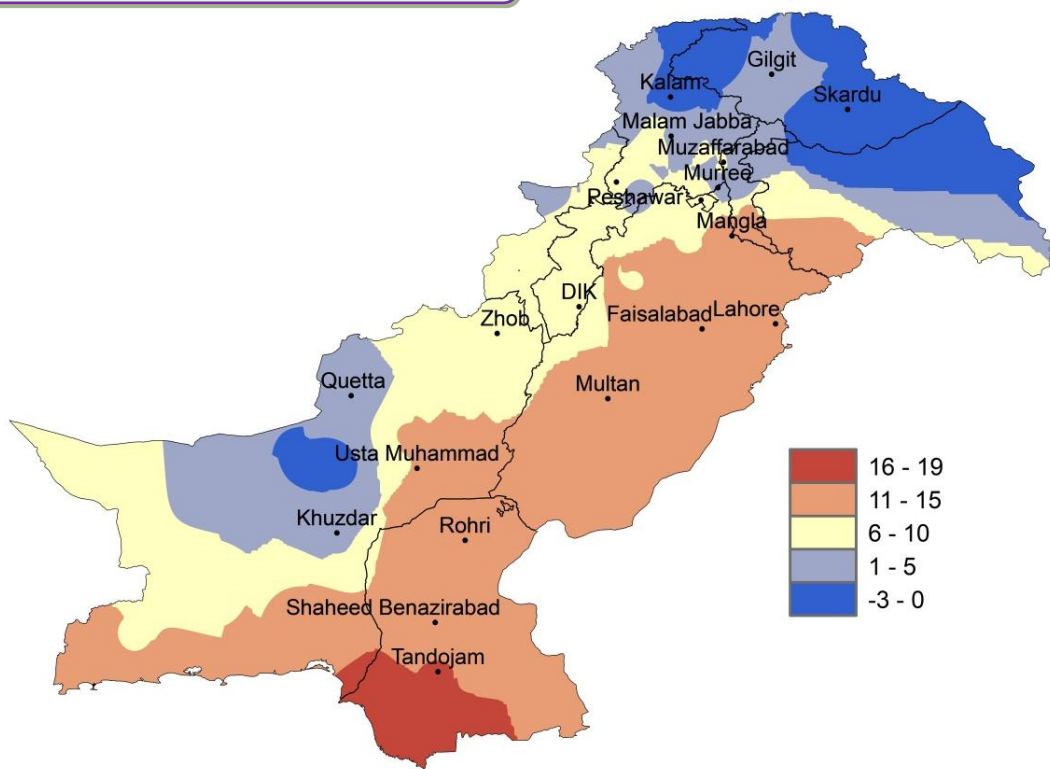 Gilgit
Kalam
Skardu
Malam Jabba
Muzaffarabad
Murree
Peshawar
Mangla
DIK
Zhob
Faisalabad
Lahore
Quetta
Multan
Usta Muhammad
Khuzdar
Rohri
Shaheed Benazirabad
Tandojam
16 - 19
11 - 15
6 - 10
1 - 5
-3 - 0